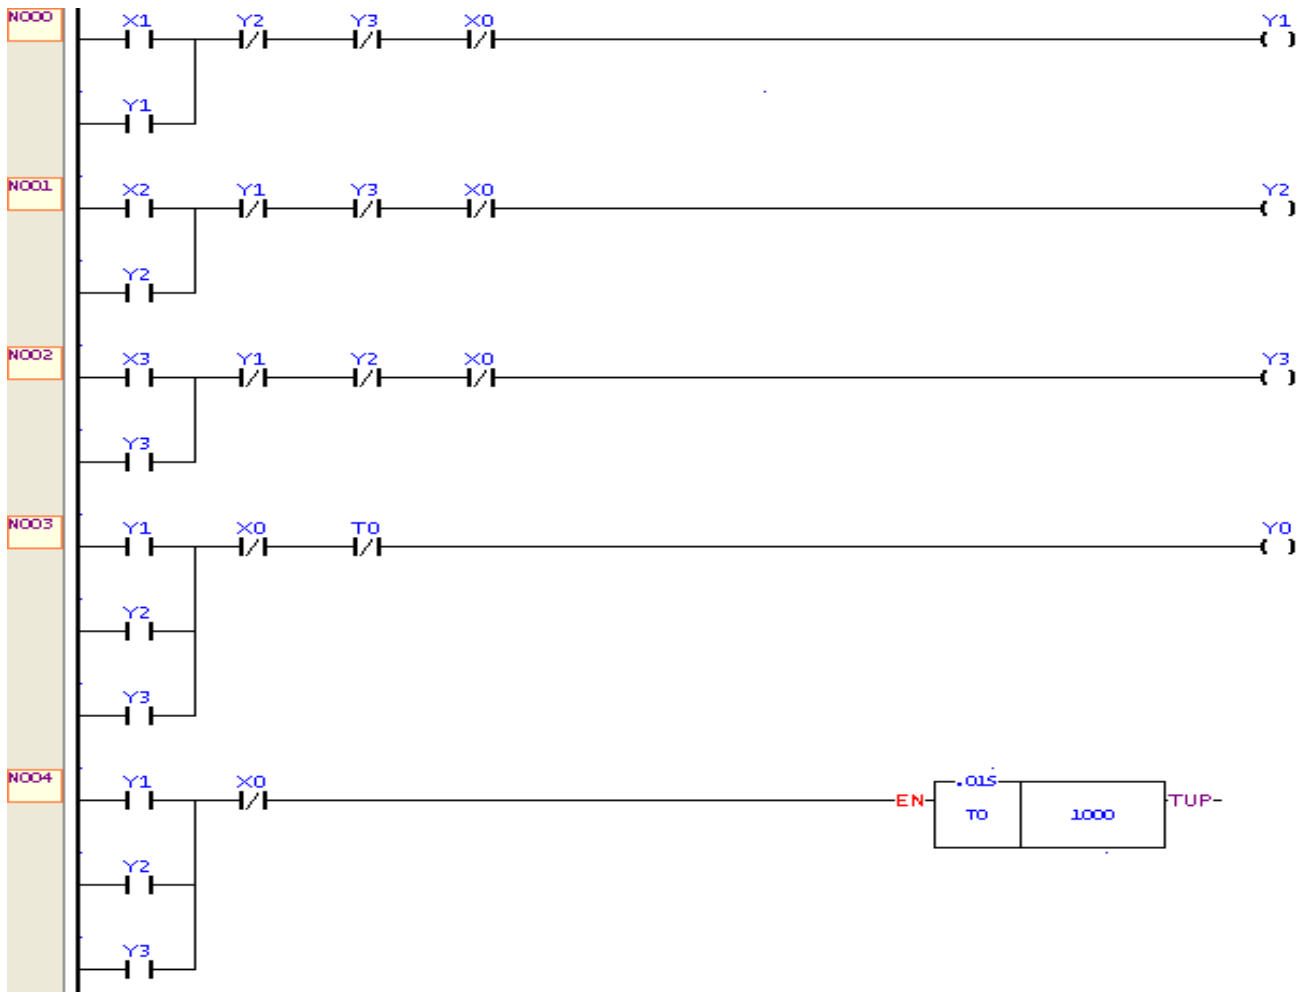 N000 X1 Y2 Y3 X0 Y1
Y1
N001 X2 Y1 Y3 X0 Y2
Y2
N002 X3 Y1 Y2 X0 Y3
Y3
N003 Y1 X0 T0 Y0
Y2
Y3
N004 Y1 X0 .01S
EN T0 1000 TUP
Y2
Y3